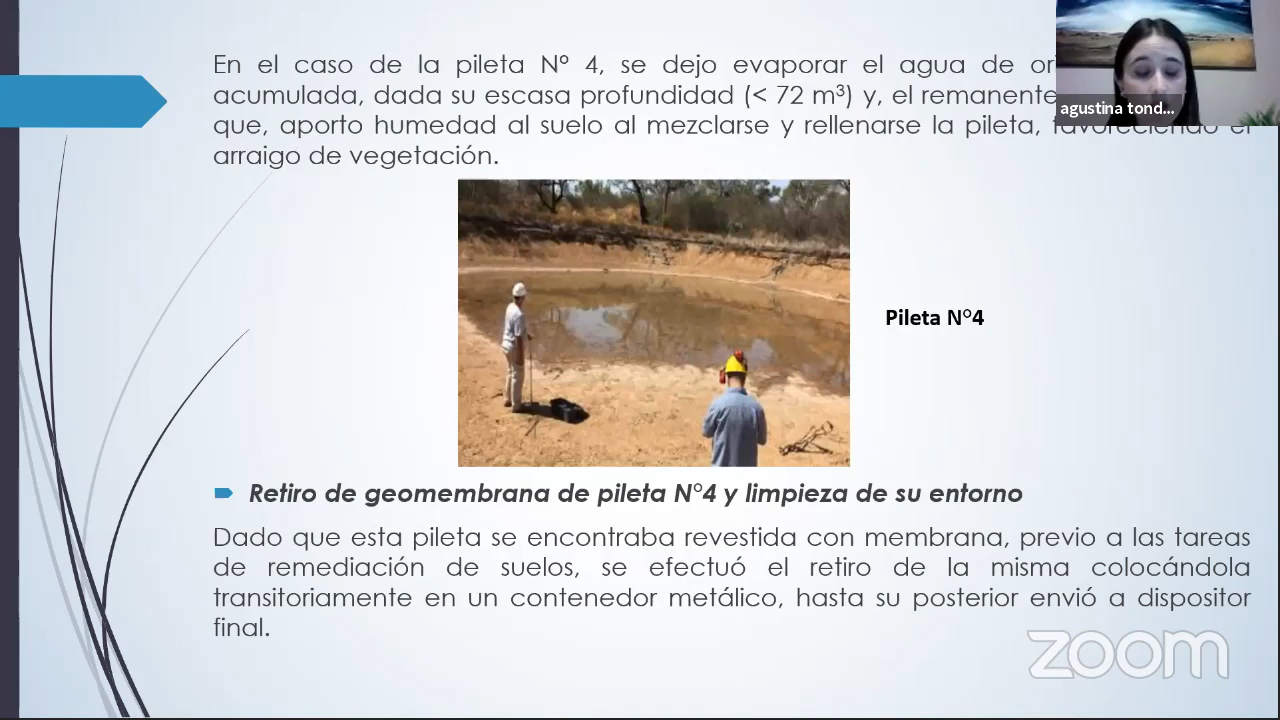 En el caso de la pileta N° 4, se dejo evaporar el agua de
acumulada, dada su escasa profundidad (< 72 m³) y, el remanente
que, aporto humedad al suelo al mezclarse y rellenarse la pileta, favoreciendo el
arraigo de vegetación.
agustina tond...
Pileta N°4
Retiro de geomembrana de pileta N°4 y limpieza de su entorno
Dado que esta pileta se encontraba revestida con membrana, previo a las tareas
de remediación de suelos, se efectuó el retiro de la misma colocándola
transitoriamente en un contenedor metálico, hasta su posterior envió a dispositor
final.
zoom